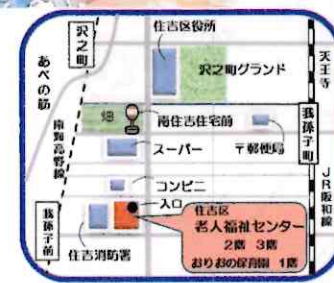 住吉区役所
沢之町
あべの筋
沢之町グランド
天王寺
畑
南住吉住宅前
我孫子町
南海高野線
スーパー
〒郵便局
コンビニ
JR阪和線
入口
我孫子前
住吉消防署
住吉区
老人福祉センター
2階 3階
おりおの保育園 1階